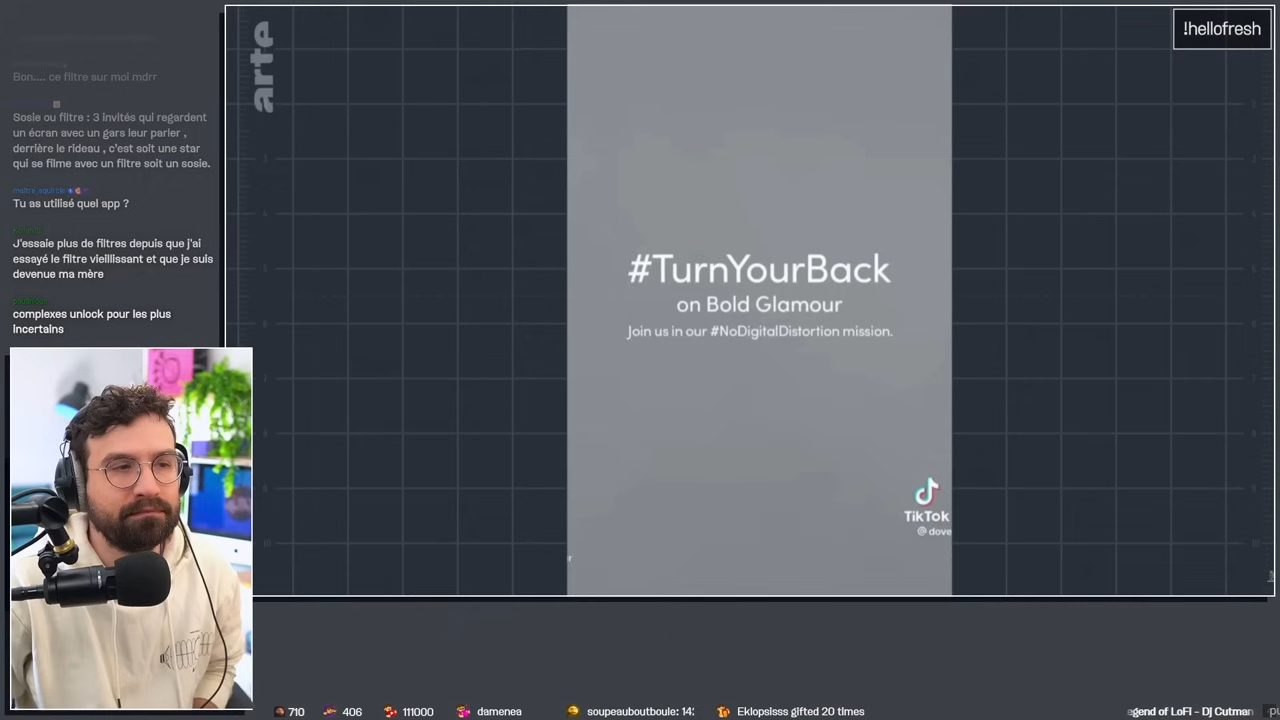 !hellofresh
arte
Bon.... ce filtre sur moi mdrr
Sosie ou filtre : 3 invités qui regardent
un écran avec un gars leur parler ,
derrière le rideau , c'est soit une star
qui se filme avec un filtre soit un sosie.
Tu as utilisé quel app ?
J'essaie plus de filtres depuis que j'ai
essayé le filtre vieillissant et que je suis
devenue ma mère
complexes unlock pour les plus
incertains
#TurnYourBack
on Bold Glamour
Join us in our #NoDigitalDistortion mission.
TikTok
@dove
710
406
111000
damenea
soupeauboutboule: 142
Eklopsisss gifted 20 times
egend of LoFi - Dj Cutman